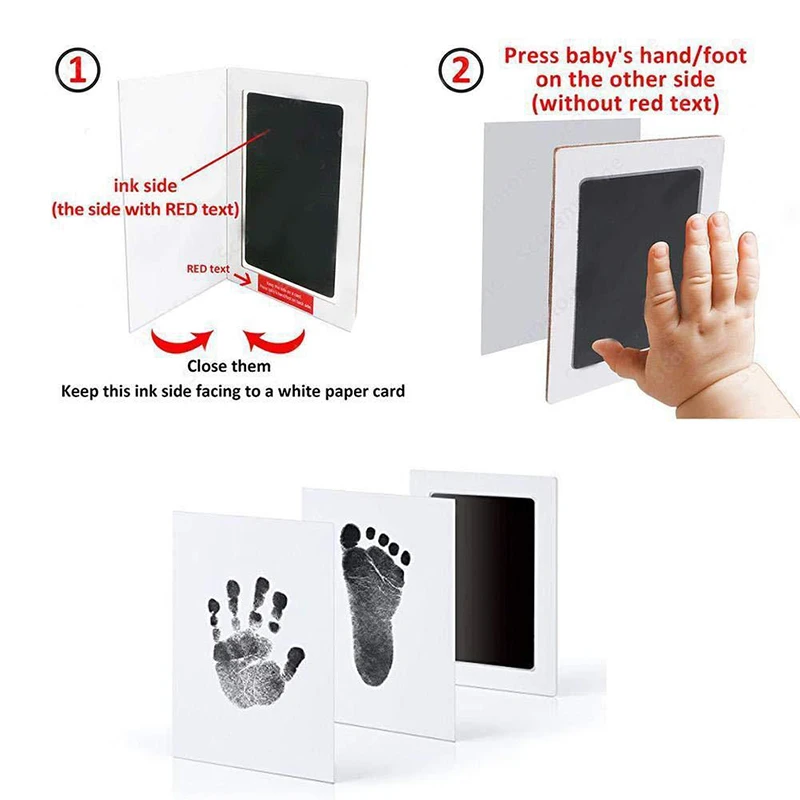 1
ink side
(the side with RED text)
RED text
Close them
Keep this ink side facing to a white paper card
2
Press baby's hand/foot
on the other side
(without red text)